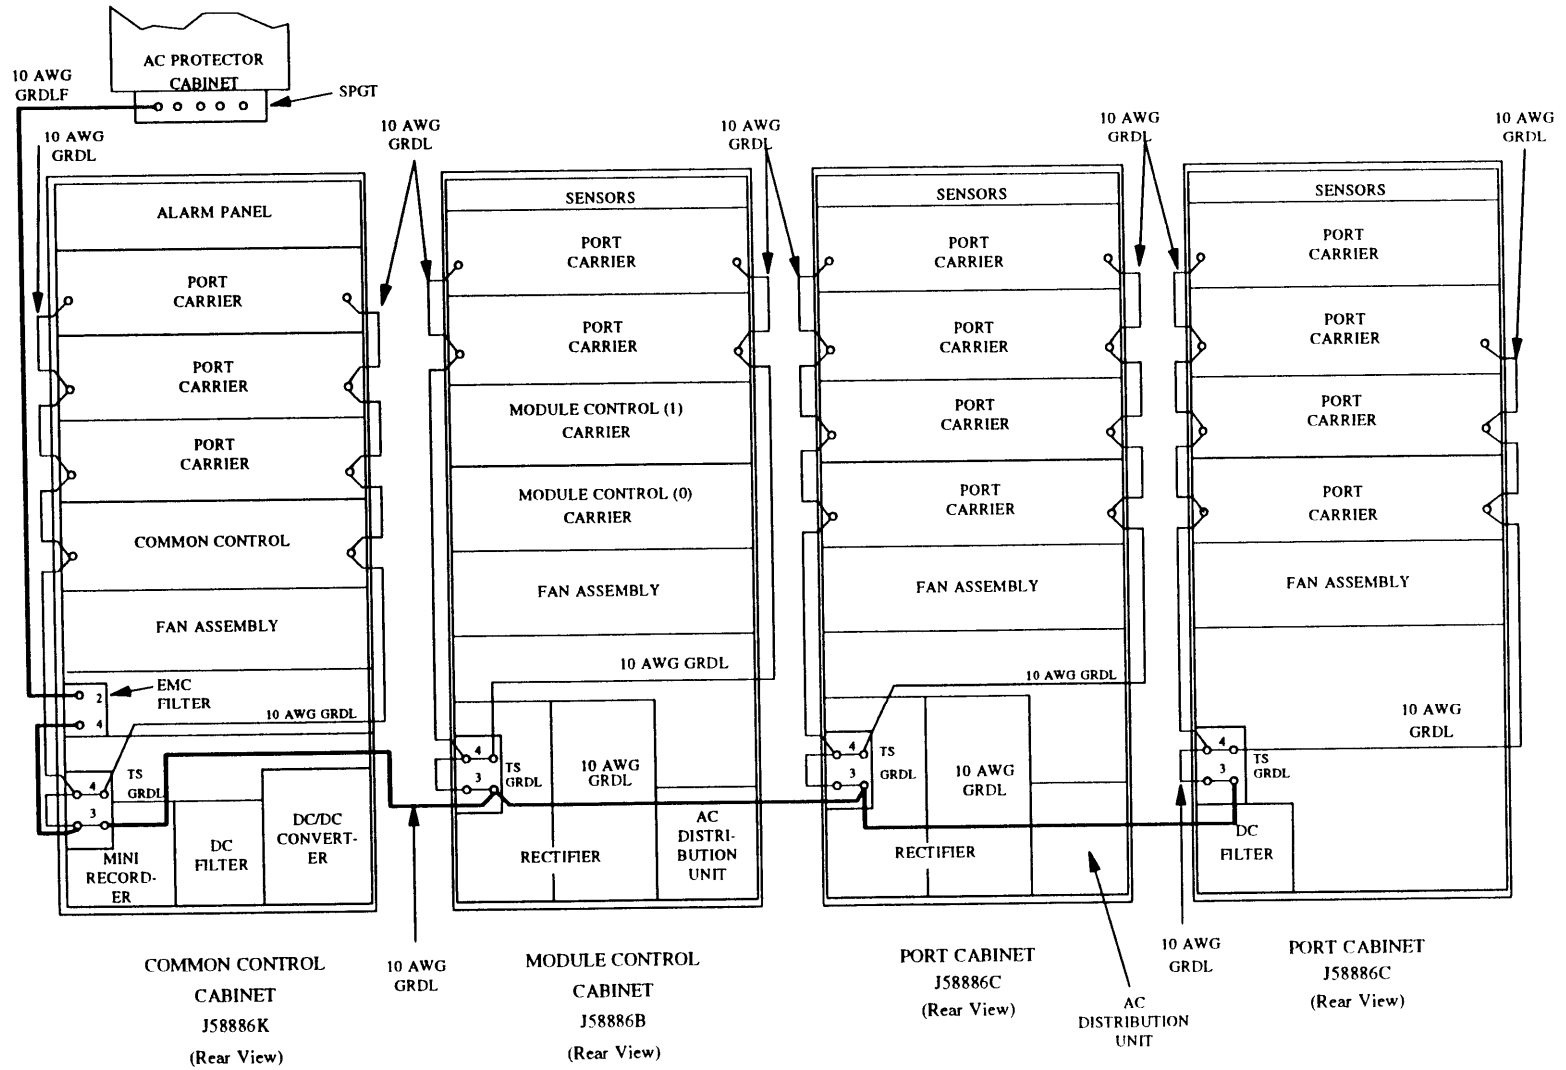 AC PROTECTOR
CABINET
10 AWG
GRDLF
SPGT
10 AWG
GRDL
10 AWG
GRDL
10 AWG
GRDL
10 AWG
GRDL
10 AWG
GRDL
ALARM PANEL
PORT
CARRIER
PORT
CARRIER
PORT
CARRIER
COMMON CONTROL
FAN ASSEMBLY
2
EMC
FILTER
4
10 AWG GRDL
TS
GRDL
4
3
MINI
RECORD-
ER
DC
FILTER
DC/DC
CONVERT-
ER
COMMON CONTROL
CABINET
J58886K
(Rear View)
10 AWG
GRDL
SENSORS
PORT
CARRIER
PORT
CARRIER
MODULE CONTROL (1)
CARRIER
MODULE CONTROL (0)
CARRIER
FAN ASSEMBLY
10 AWG GRDL
4
3
TS
GRDL
10 AWG
GRDL
RECTIFIER
AC
DISTRI-
BUTION
UNIT
MODULE CONTROL
CABINET
J58886B
(Rear View)
SENSORS
PORT
CARRIER
PORT
CARRIER
PORT
CARRIER
PORT
CARRIER
FAN ASSEMBLY
10 AWG GRDL
4
3
TS
GRDL
10 AWG
GRDL
RECTIFIER
PORT CABINET
J58886C
(Rear View)
AC
DISTRIBUTION
UNIT
SENSORS
PORT
CARRIER
PORT
CARRIER
PORT
CARRIER
PORT
CARRIER
FAN ASSEMBLY
10 AWG
GRDL
4
3
TS
GRDL
DC
FILTER
10 AWG
GRDL
PORT CABINET
J58886C
(Rear View)